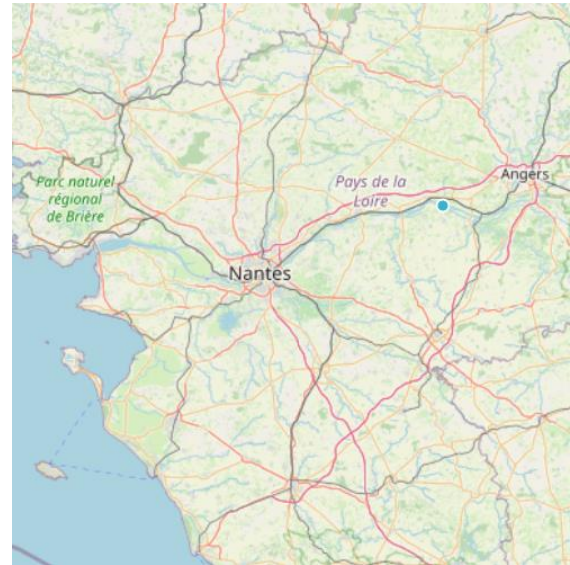 Parc naturel
régional
de Brière
Pays de la
Loire
Angers
Nantes